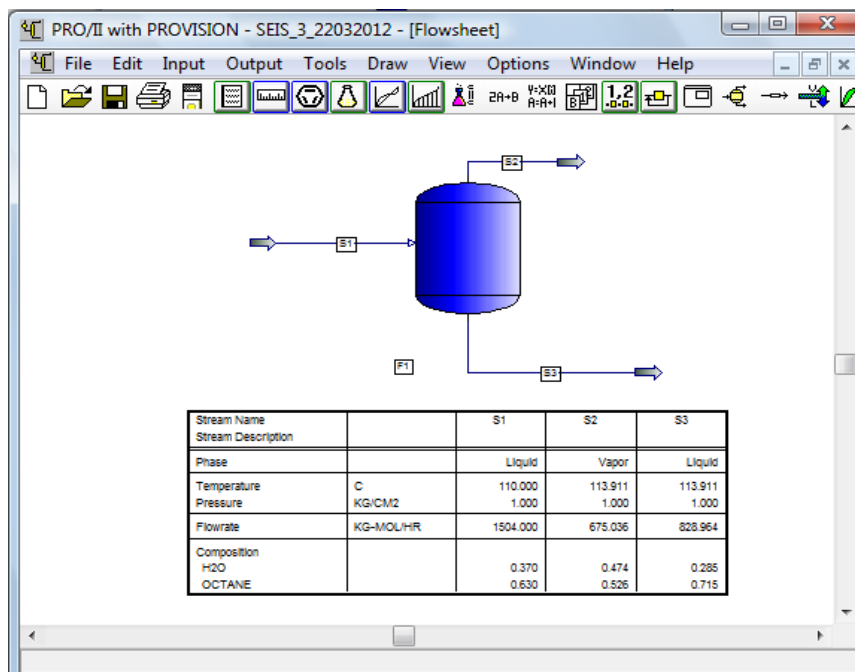 PRO/II with PROVISION - SEIS_3_22032012 - [Flowsheet]
File Edit Input Output Tools Draw View Options Window Help
2A→B Y:X[I] A=A+I B 1.2
S2
S1
F1
S3
Stream Name S1 S2 S3
Stream Description
Phase Liquid Vapor Liquid
Temperature C 110.000 113.911 113.911
Pressure KG/CM2 1.000 1.000 1.000
Flowrate KG-MOL/HR 1504.000 675.036 828.964
Composition
H2O 0.370 0.474 0.285
OCTANE 0.630 0.526 0.715